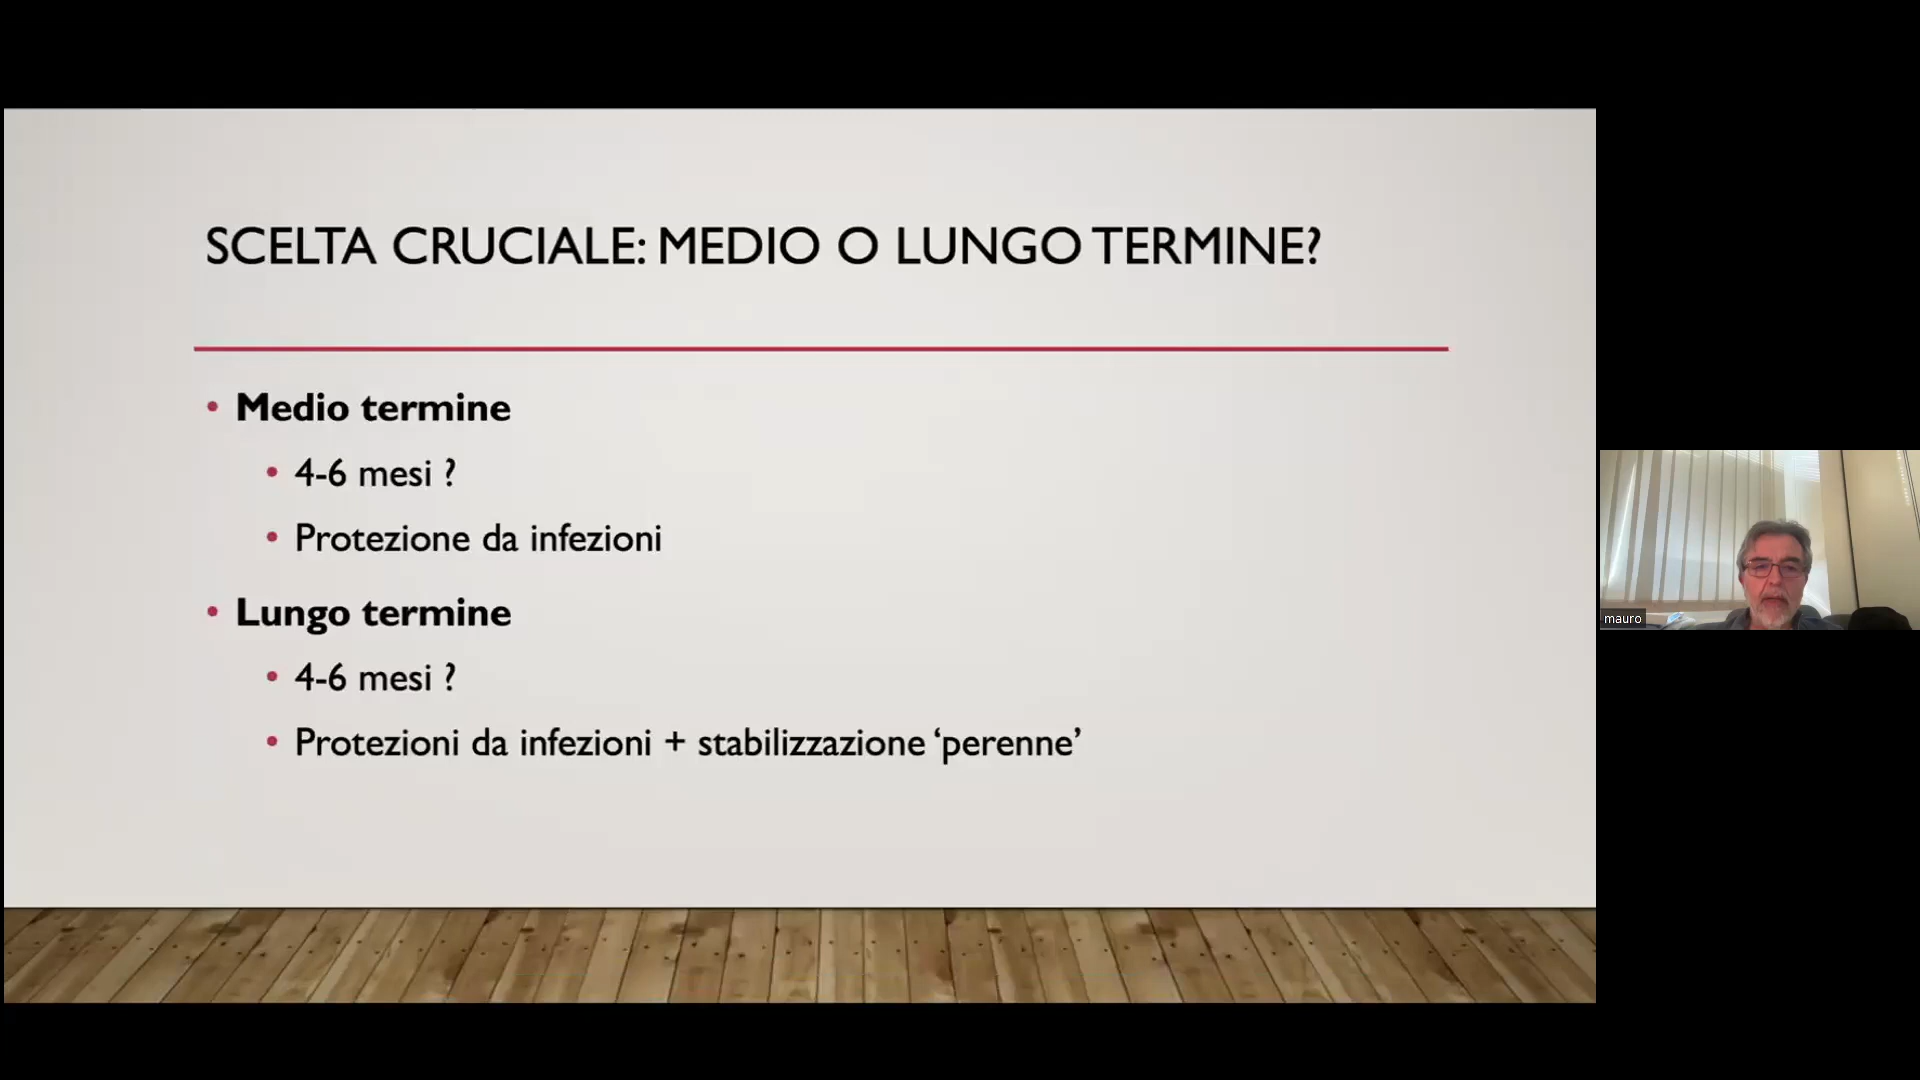 SCELTA CRUCIALE: MEDIO O LUNGO TERMINE?
• Medio termine
• 4-6 mesi ?
• Protezione da infezioni
• Lungo termine
• 4-6 mesi ?
• Protezioni da infezioni + stabilizzazione ‘perenne’
mauro